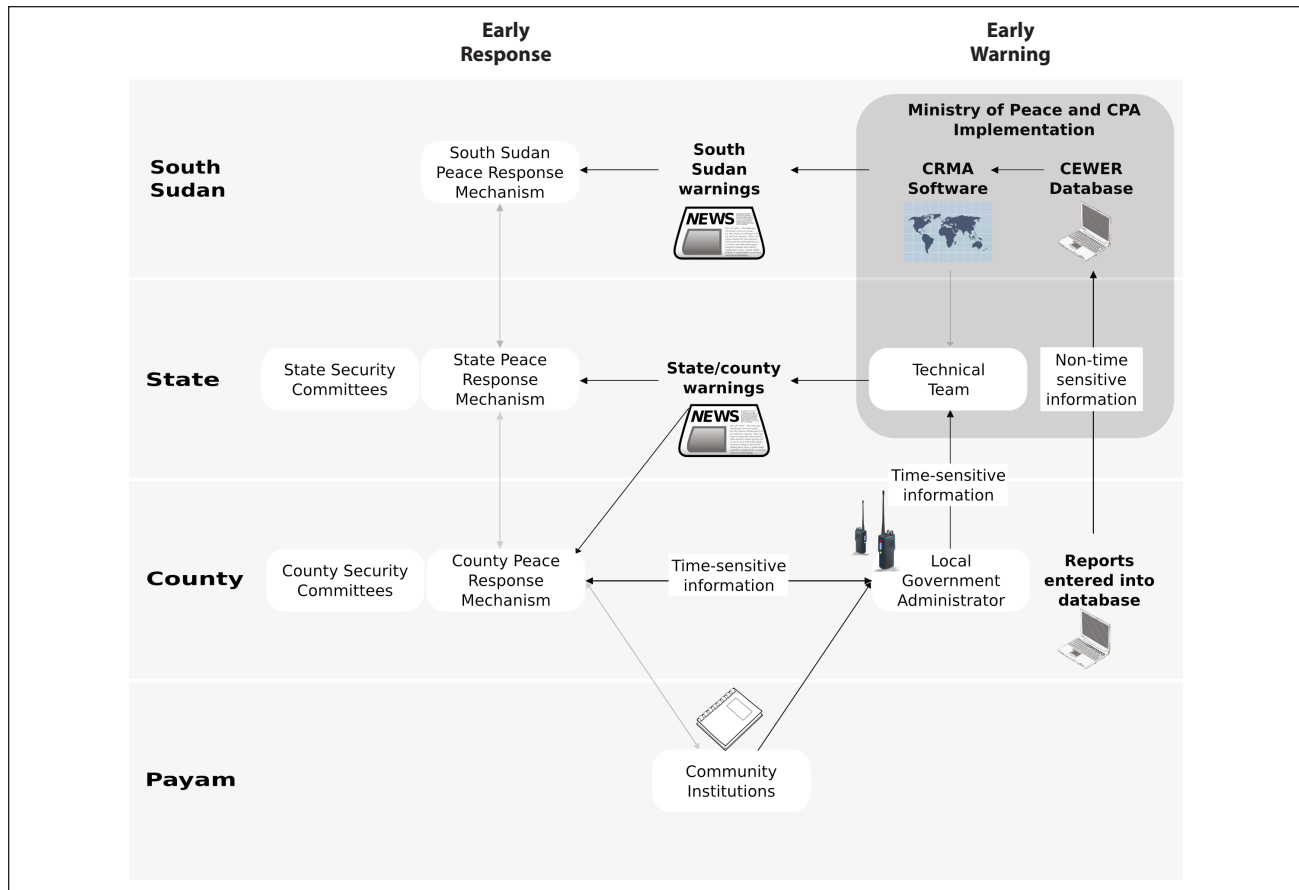 Early
Response
Early
Warning
Ministry of Peace and CPA
Implementation
South
Sudan
South Sudan
Peace Response
Mechanism
South
Sudan
warnings
NEWS
CRMA
Software
CEWER
Database
State
State Security
Committees
State Peace
Response
Mechanism
State/county
warnings
NEWS
Technical
Team
Non-time
sensitive
information
Time-sensitive
information
County
County Security
Committees
County Peace
Response
Mechanism
Time-sensitive
information
Local
Government
Administrator
Reports
entered into
database
Payam
Community
Institutions